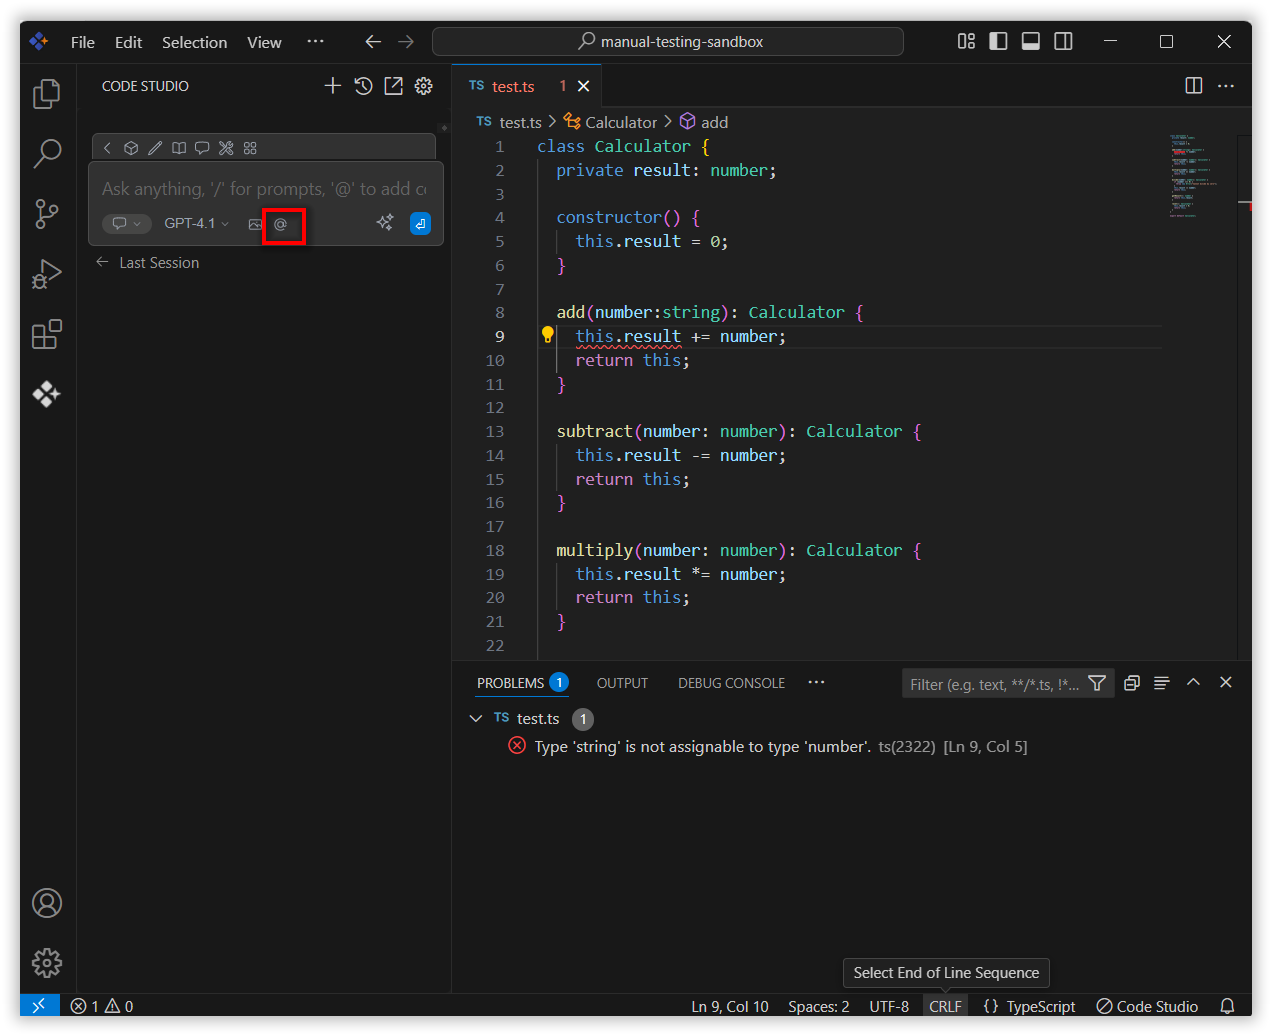 File Edit Selection View ··· manual-testing-sandbox
CODE STUDIO
Ask anything, '/' for prompts, '@' to add co
GPT-4.1 @
Last Session
TS test.ts 1
TS test.ts > Calculator > add
1 class Calculator {
2 private result: number;
3
4 constructor() {
5 this.result = 0;
6 }
7
8 add(number:string): Calculator {
9 this.result += number;
10 return this;
11 }
12
13 subtract(number: number): Calculator {
14 this.result -= number;
15 return this;
16 }
17
18 multiply(number: number): Calculator {
19 this.result *= number;
20 return this;
21 }
22
PROBLEMS 1 OUTPUT DEBUG CONSOLE ··· Filter (e.g. text, **/*.ts, !*...
TS test.ts 1
Type 'string' is not assignable to type 'number'. ts(2322) [Ln 9, Col 5]
Select End of Line Sequence
1 0 Ln 9, Col 10 Spaces: 2 UTF-8 CRLF {} TypeScript Code Studio